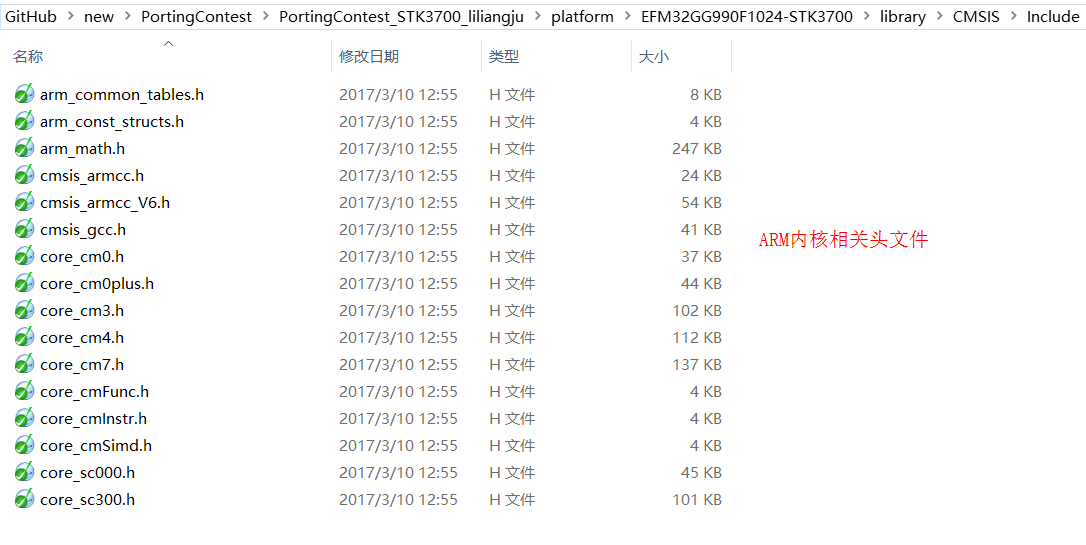 GitHub > new > PortingContest > PortingContest_STK3700_liliangju > platform > EFM32GG990F1024-STK3700 > library > CMSIS > Include
名称 修改日期 类型 大小
arm_common_tables.h 2017/3/10 12:55 H 文件 8 KB
arm_const_structs.h 2017/3/10 12:55 H 文件 4 KB
arm_math.h 2017/3/10 12:55 H 文件 247 KB
cmsis_armcc.h 2017/3/10 12:55 H 文件 24 KB
cmsis_armcc_V6.h 2017/3/10 12:55 H 文件 54 KB
cmsis_gcc.h 2017/3/10 12:55 H 文件 41 KB
ARM内核相关头文件
core_cm0.h 2017/3/10 12:55 H 文件 37 KB
core_cm0plus.h 2017/3/10 12:55 H 文件 44 KB
core_cm3.h 2017/3/10 12:55 H 文件 102 KB
core_cm4.h 2017/3/10 12:55 H 文件 112 KB
core_cm7.h 2017/3/10 12:55 H 文件 137 KB
core_cmFunc.h 2017/3/10 12:55 H 文件 4 KB
core_cmInstr.h 2017/3/10 12:55 H 文件 4 KB
core_cmSimd.h 2017/3/10 12:55 H 文件 4 KB
core_sc000.h 2017/3/10 12:55 H 文件 45 KB
core_sc300.h 2017/3/10 12:55 H 文件 101 KB